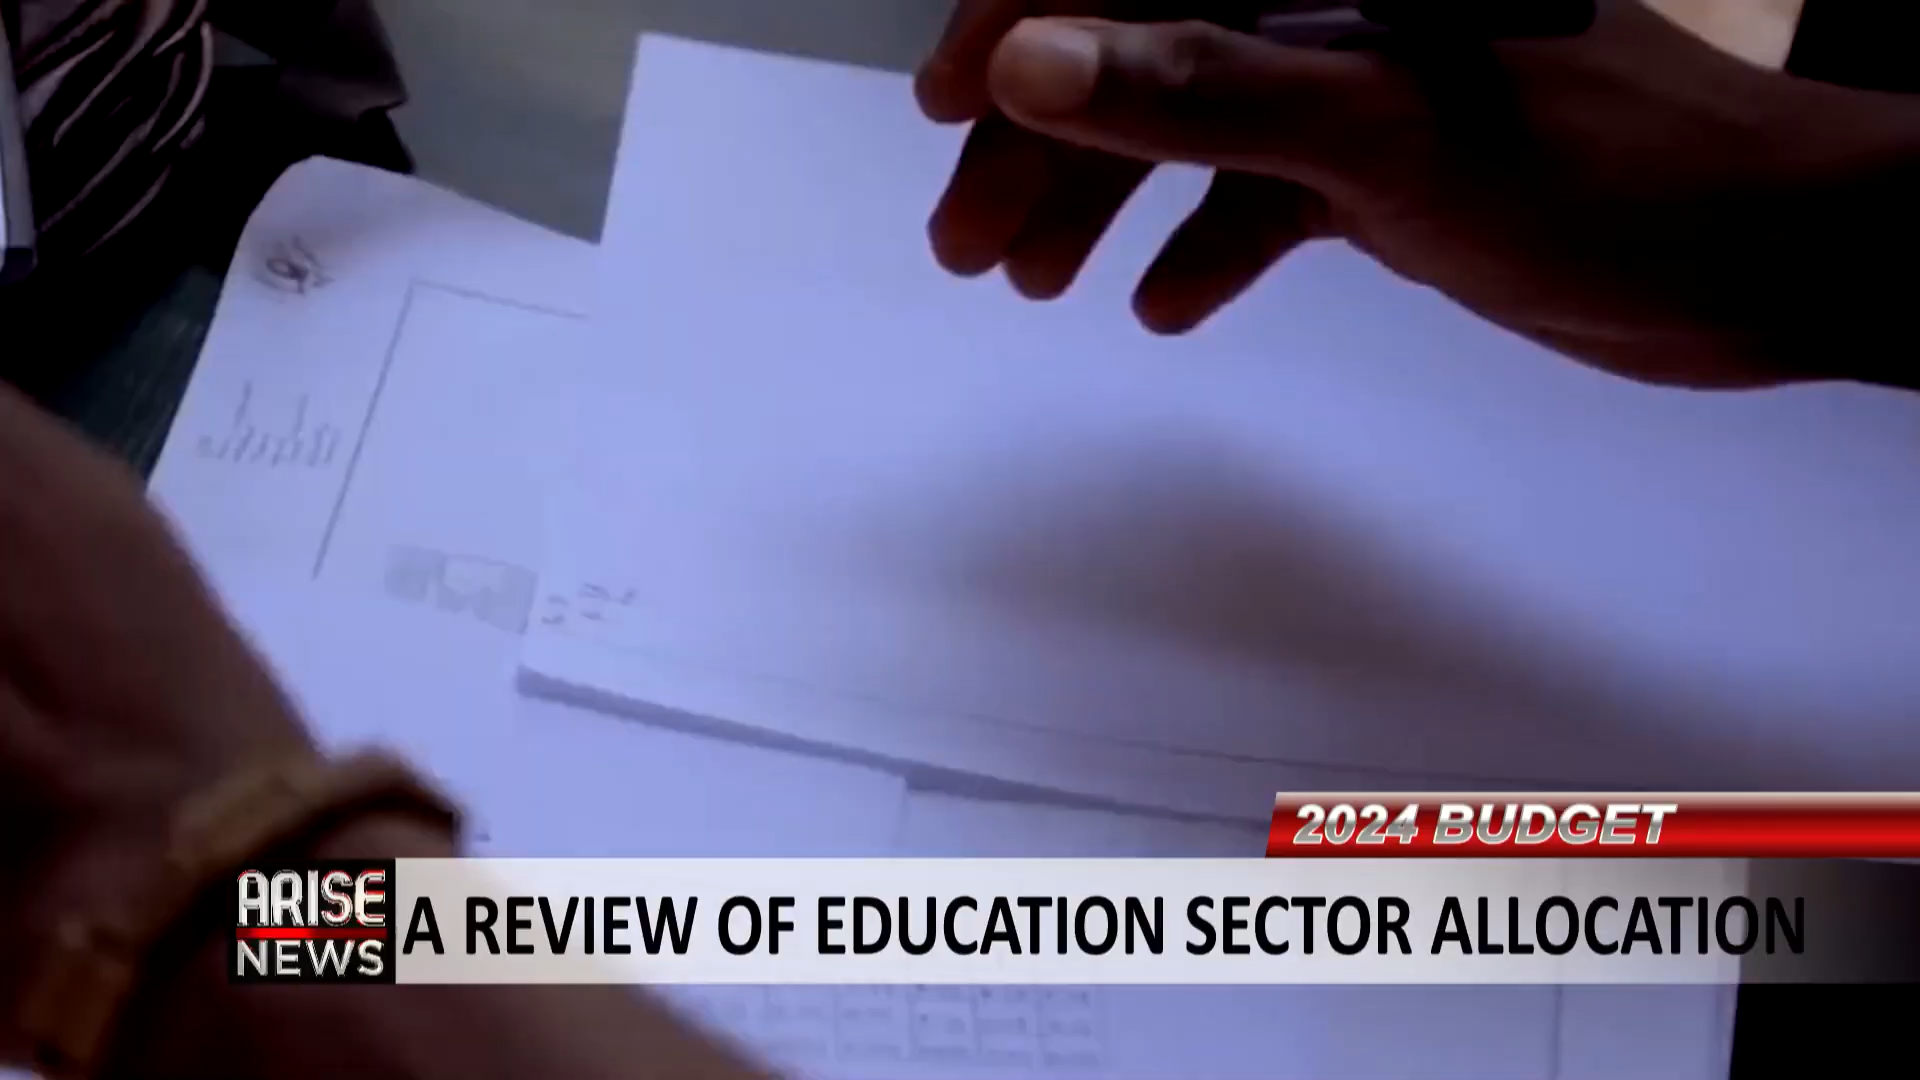 2024 BUDGET
ARISE
NEWS
A REVIEW OF EDUCATION SECTOR ALLOCATION